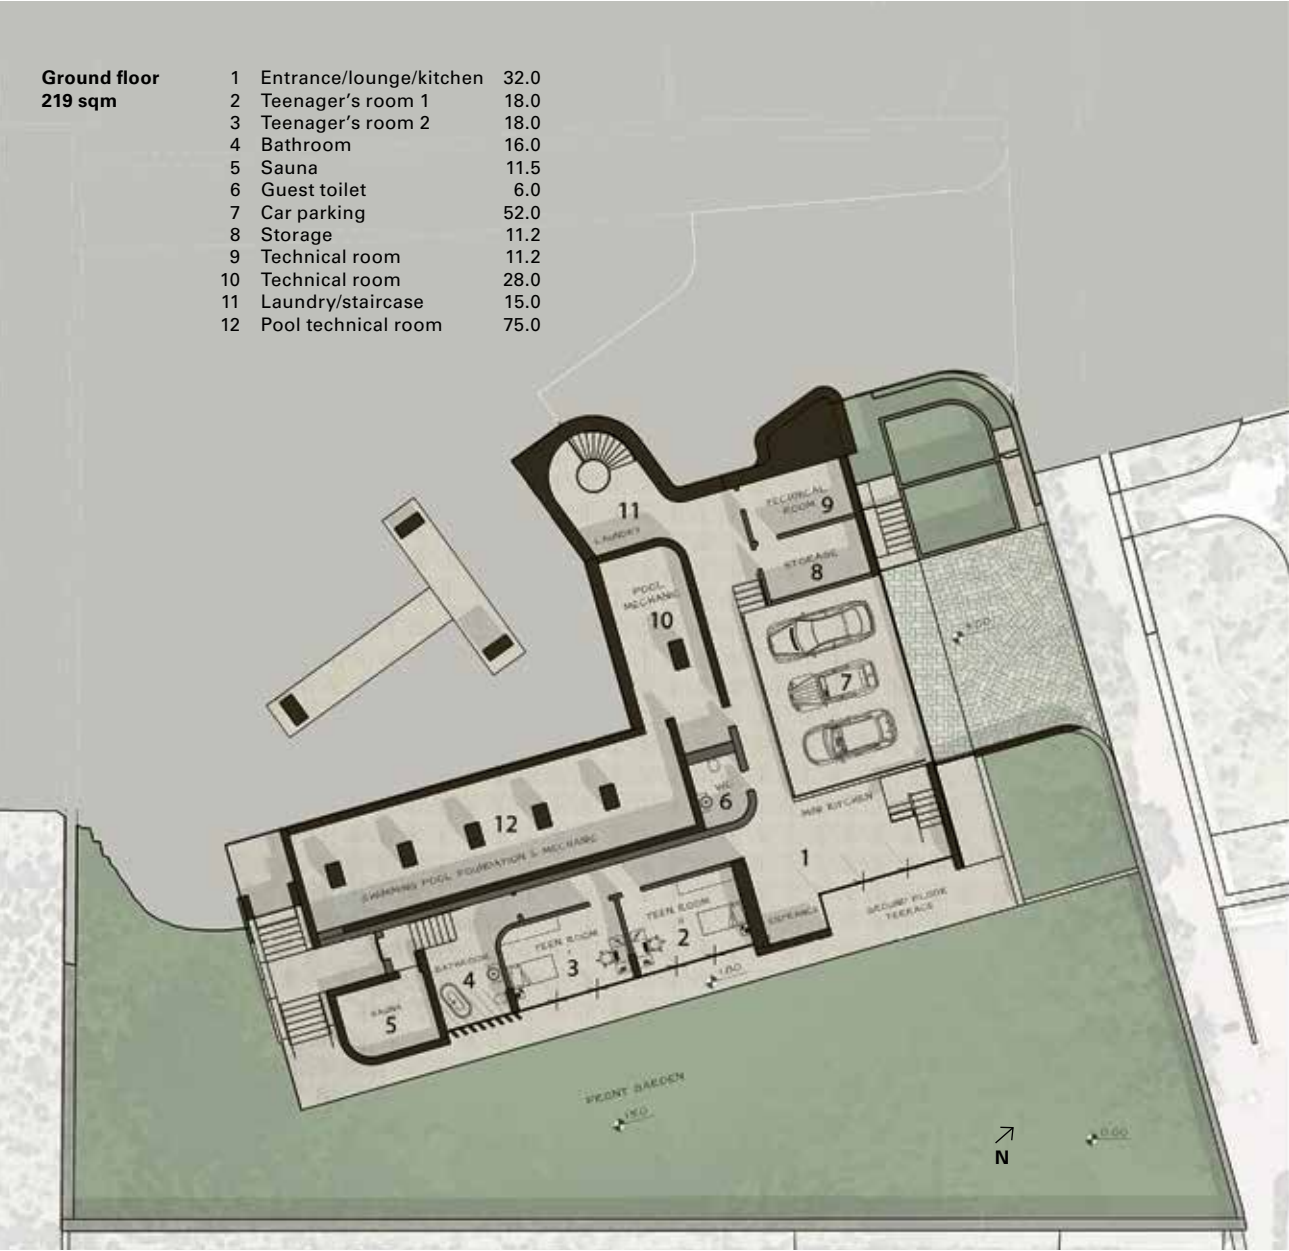 Ground floor
219 sqm
1 Entrance/lounge/kitchen 32.0
2 Teenager's room 1 18.0
3 Teenager's room 2 18.0
4 Bathroom 16.0
5 Sauna 11.5
6 Guest toilet 6.0
7 Car parking 52.0
8 Storage 11.2
9 Technical room 11.2
10 Technical room 28.0
11 Laundry/staircase 15.0
12 Pool technical room 75.0
ROOM 9
11
LAUNDRY
STORAGE
8
POOL
MECHANIC
10
7
WC
6
MINI KITCHEN
12
SWIMMING POOL FOUNDATION & MECHANIC
1
GROUND FLOOR
TERRACE
ENTRANCE
TEEN ROOM
2
TEEN ROOM
3
BATHROOM
4
SAUNA
5
FRONT GARDEN
0.00
N